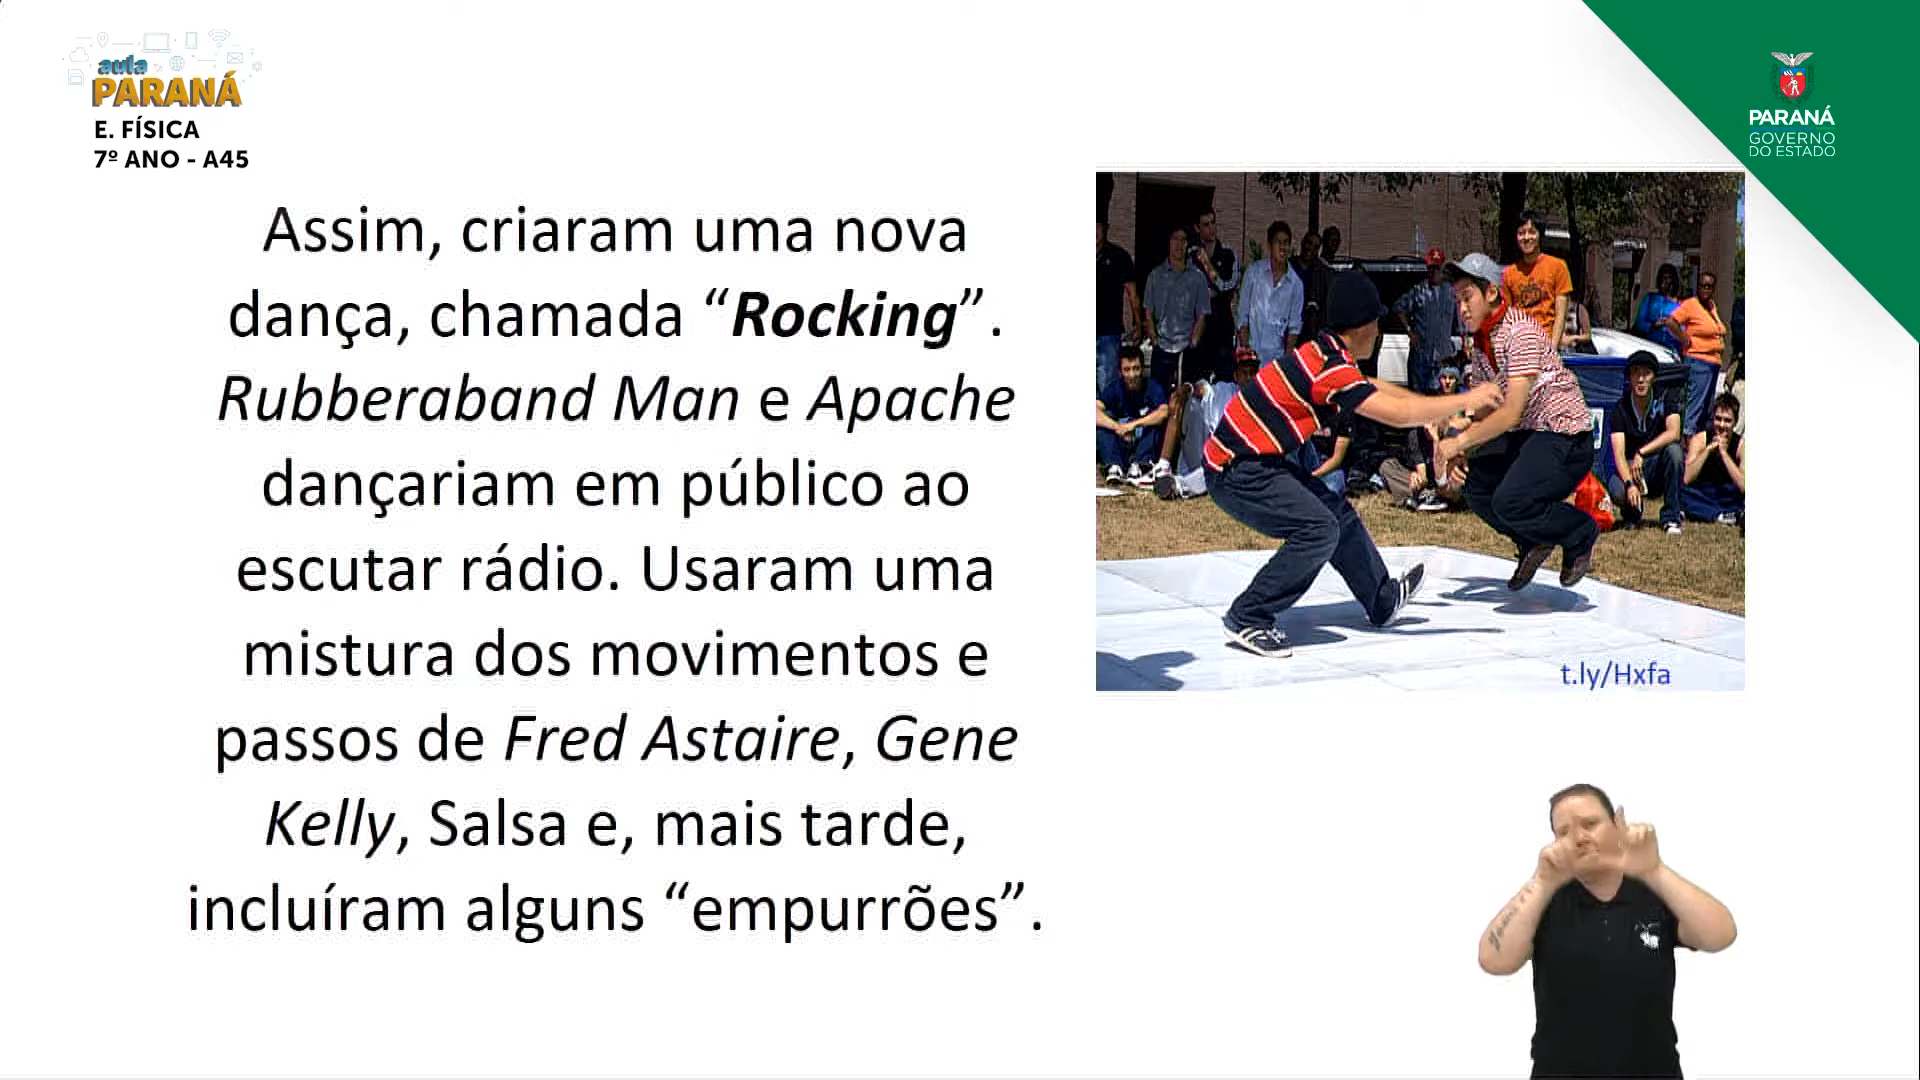 aula
PARANÁ
E. FÍSICA
7º ANO - A45
PARANÁ
GOVERNO
DO ESTADO
Assim, criaram uma nova
dança, chamada “Rocking”.
Rubberaband Man e Apache
dançariam em público ao
escutar rádio. Usaram uma
mistura dos movimentos e
passos de Fred Astaire, Gene
Kelly, Salsa e, mais tarde,
incluíram alguns “empurrões”.
t.ly/Hxfa